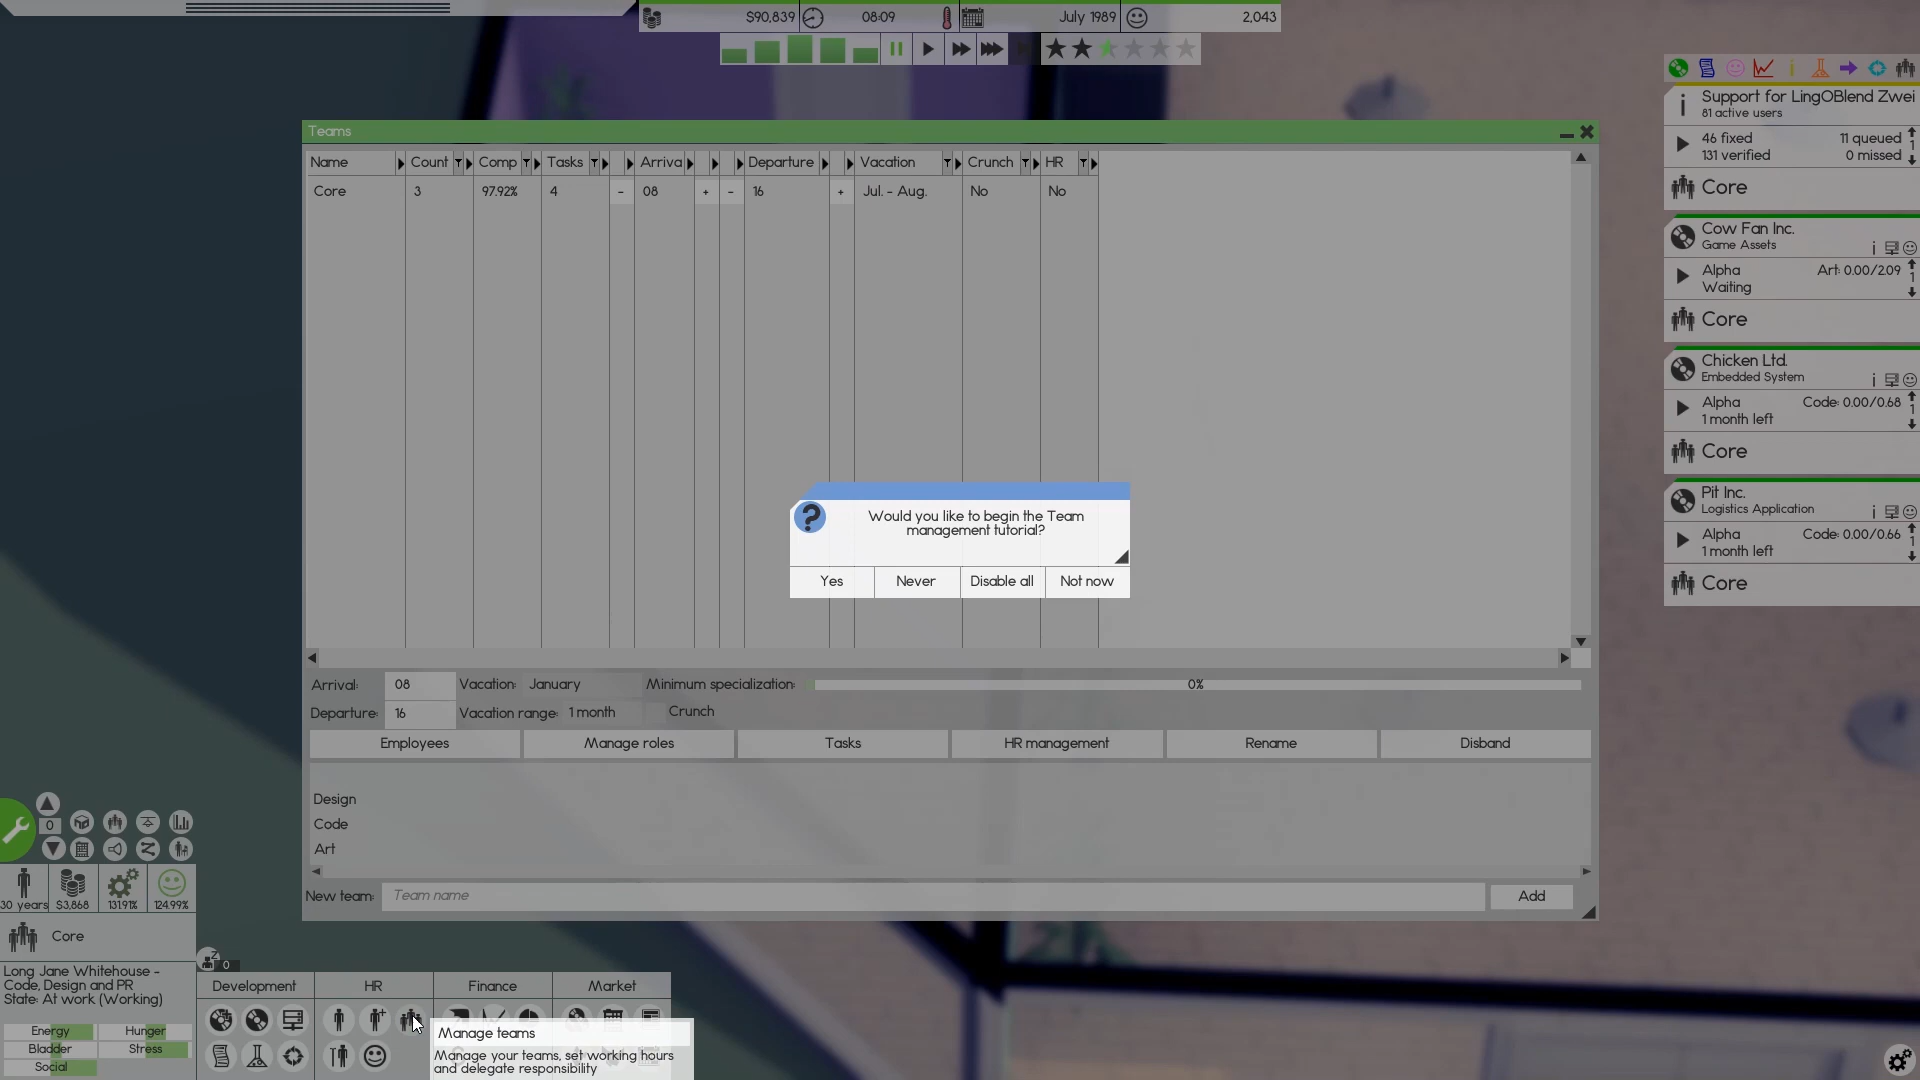 $90,839
08:09
July 1989
2,043
Teams
Name
Count
Comp
Tasks
Arriva
Departure
Vacation
Crunch
HR
Core
3
97.92%
4
-
08
+
-
16
+
Jul. - Aug.
No
No
Would you like to begin the Team
management tutorial?
Yes
Never
Disable all
Not now
Arrival:
08
Vacation:
January
Minimum specialization:
0%
Departure:
16
Vacation range:
1 month
Crunch
Employees
Manage roles
Tasks
HR management
Rename
Disband
Design
Code
Art
New team:
Team name
Add
Support for LingOBlend Zwei
81 active users
46 fixed
11 queued
131 verified
0 missed
1
Core
Cow Fan Inc.
Game Assets
Alpha
Art: 0.00/2.09
Waiting
1
Core
Chicken Ltd.
Embedded System
Alpha
Code: 0.00/0.68
1 month left
1
Core
Pit Inc.
Logistics Application
Alpha
Code: 0.00/0.66
1 month left
1
Core
0
30 years
$3,868
131.91%
124.99%
Core
Long Jane Whitehouse -
Code, Design and PR
State: At work (Working)
Energy
Hunger
Bladder
Stress
Social
z
0
Development
HR
Finance
Market
Manage teams
Manage your teams, set working hours
and delegate responsibility